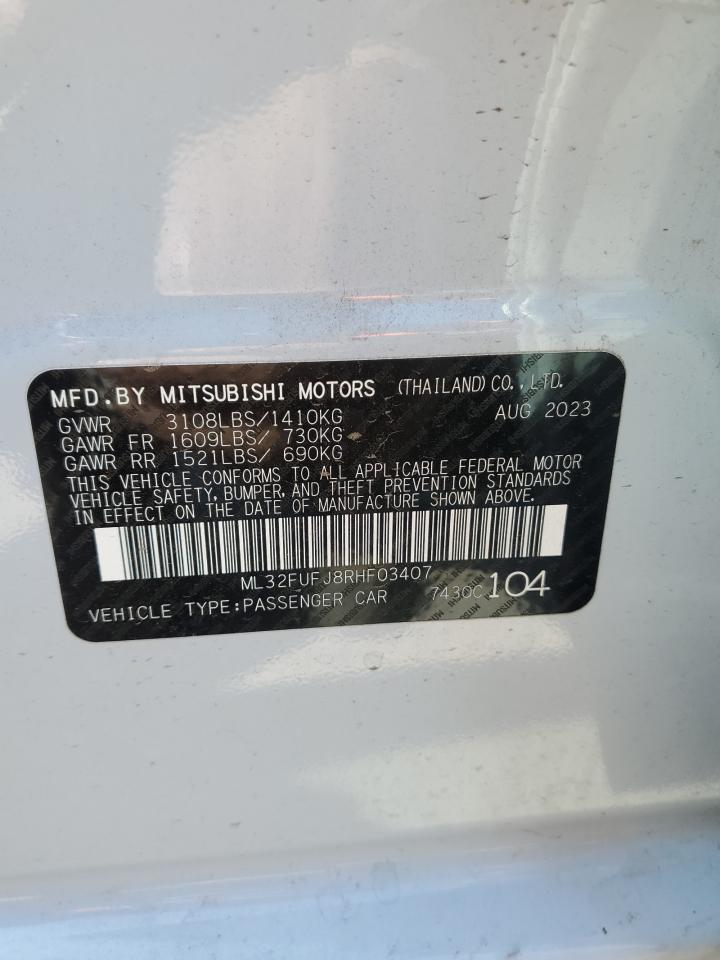 MFD.BY MITSUBISHI MOTORS (THAILAND) CO., LTD.
GVWR 3108LBS/1410KG AUG 2023
GAWR FR 1609LBS/ 730KG
GAWR RR 1521LBS/ 690KG
THIS VEHICLE CONFORMS TO ALL APPLICABLE FEDERAL MOTOR
VEHICLE SAFETY, BUMPER, AND THEFT PREVENTION STANDARDS
IN EFFECT ON THE DATE OF MANUFACTURE SHOWN ABOVE.
ML32FUFJ8RHF03407
VEHICLE TYPE:PASSENGER CAR 7430C 104